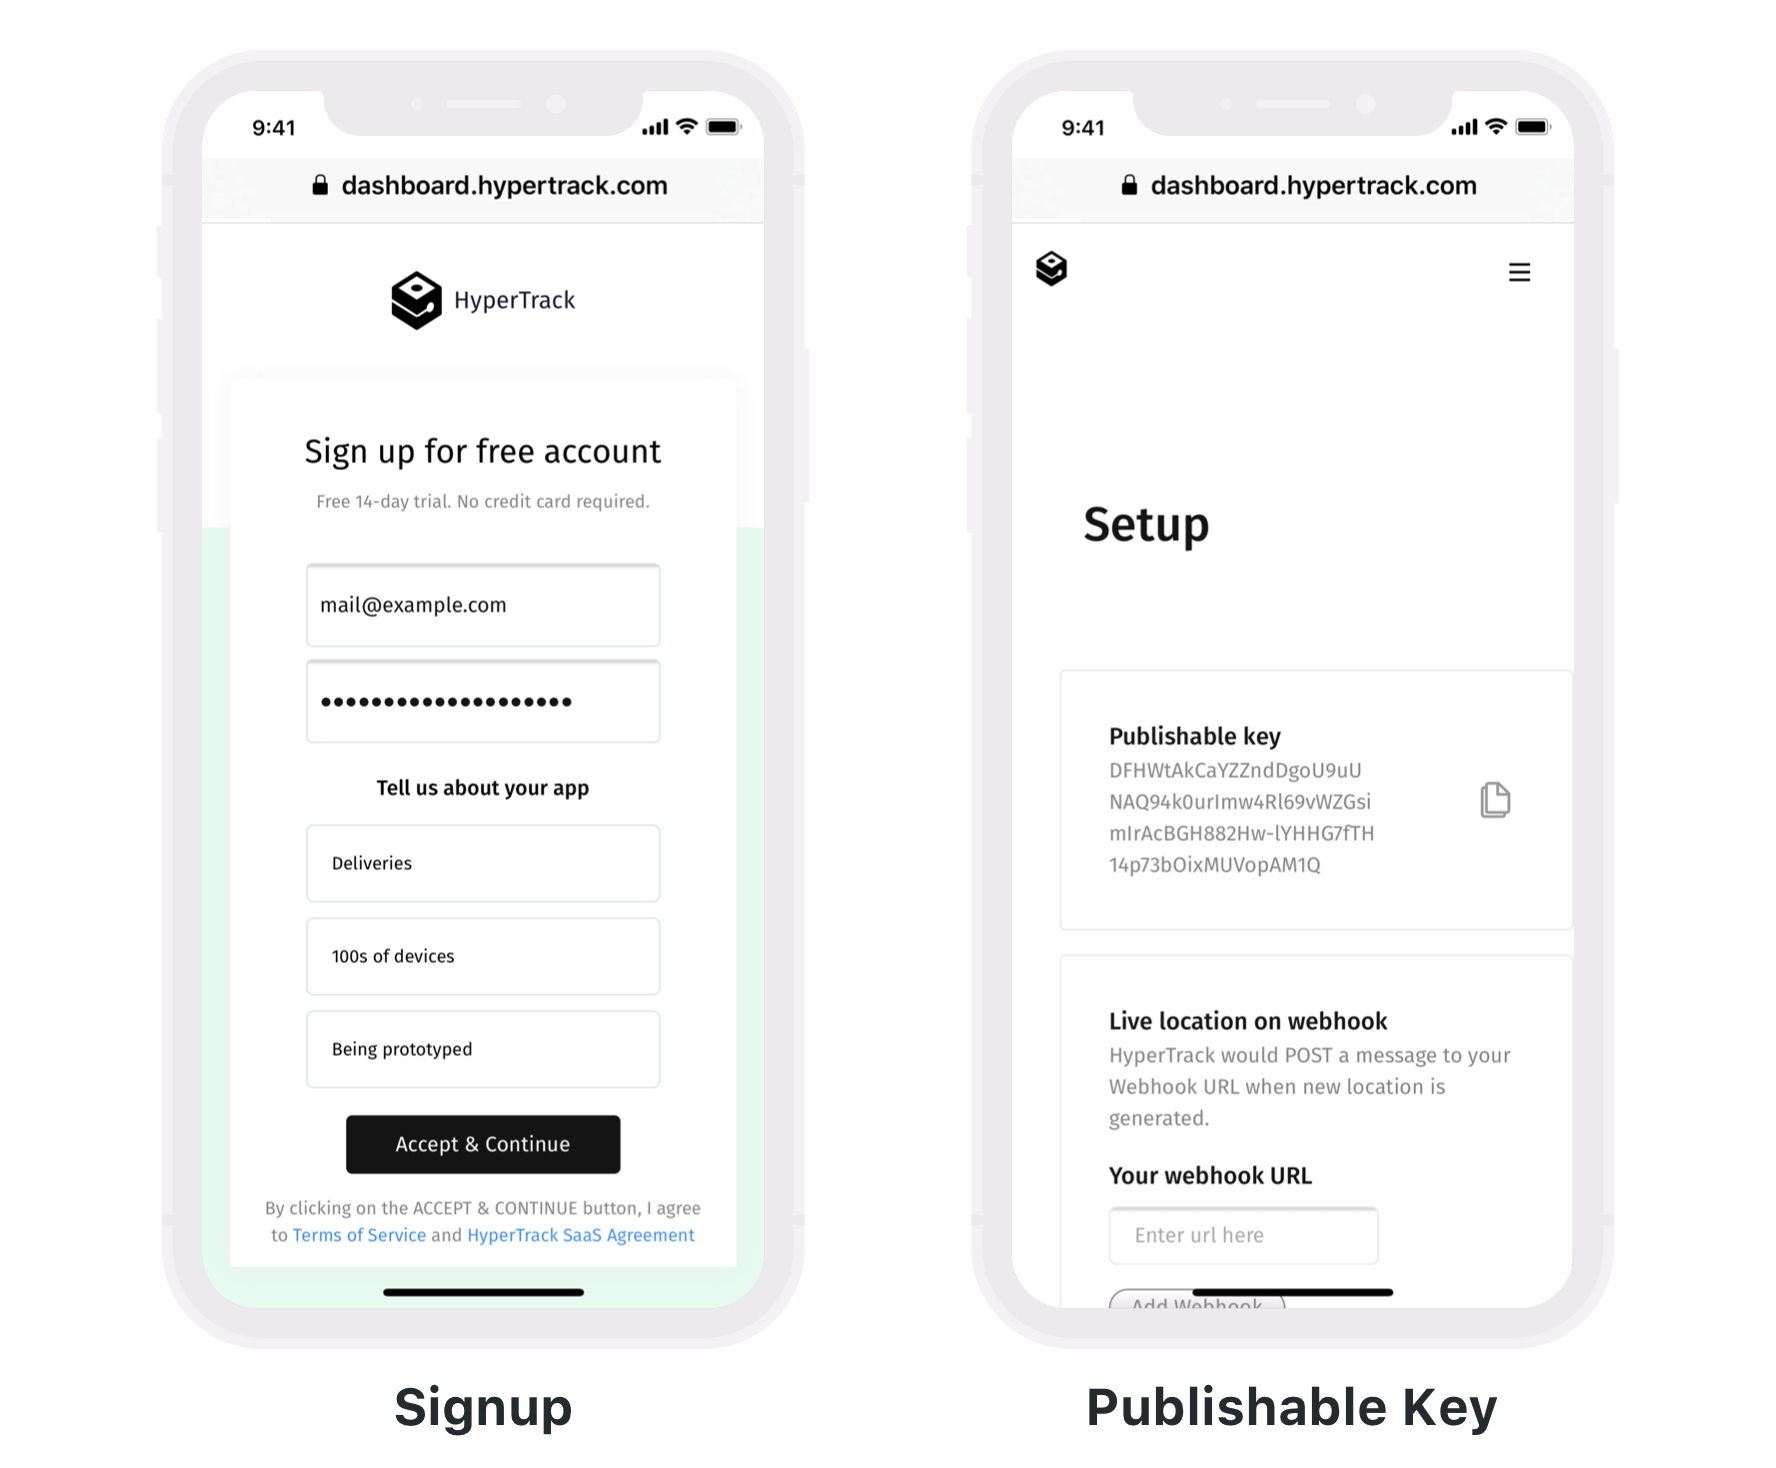 9:41
dashboard.hypertrack.com
HyperTrack
Sign up for free account
Free 14-day trial. No credit card required.
mail@example.com
Tell us about your app
Deliveries
100s of devices
Being prototyped
Accept & Continue
By clicking on the ACCEPT & CONTINUE button, I agree
to Terms of Service and HyperTrack SaaS Agreement
Signup
9:41
dashboard.hypertrack.com
Setup
Publishable key
DFHWtAkCaYZZndDgoU9uU
NAQ94k0urImw4Rl69vWZGsi
mIrAcBGH882Hw-lYHHG7fTH
14p73bOixMUVopAM1Q
Live location on webhook
HyperTrack would POST a message to your
Webhook URL when new location is
generated.
Your webhook URL
Enter url here
Add Webhook
Publishable Key